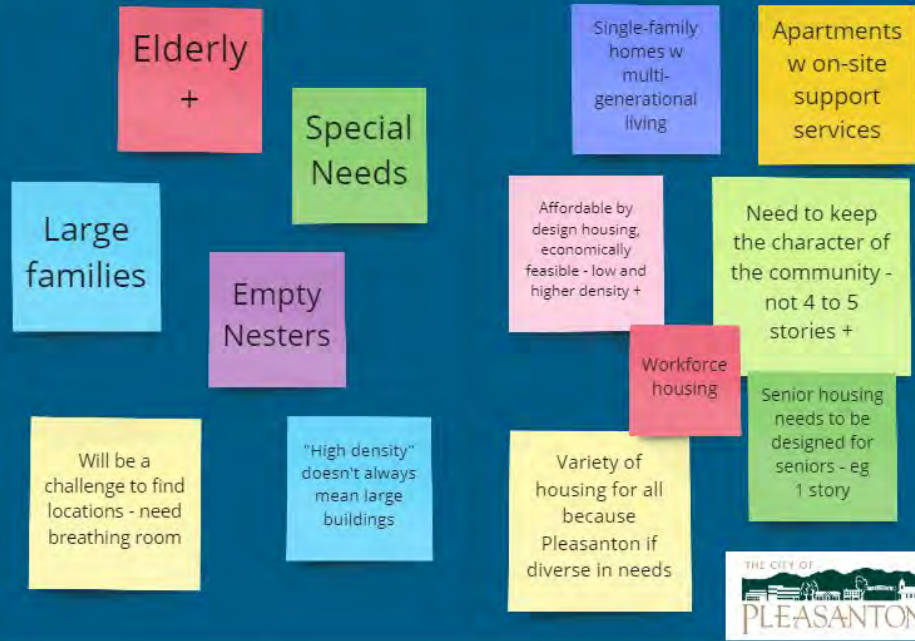 Elderly
+
Special
Needs
Large
families
Empty
Nesters
Will be a
challenge to find
locations - need
breathing room
"High density"
doesn't always
mean large
buildings
Single-family
homes w
multi-
generational
living
Apartments
w on-site
support
services
Affordable by
design housing,
economically
feasible - low and
higher density +
Need to keep
the character of
the community -
not 4 to 5
stories +
Workforce
housing
Senior housing
needs to be
designed for
seniors - eg
1 story
Variety of
housing for all
because
Pleasanton if
diverse in needs
THE CITY OF
PLEASANTON